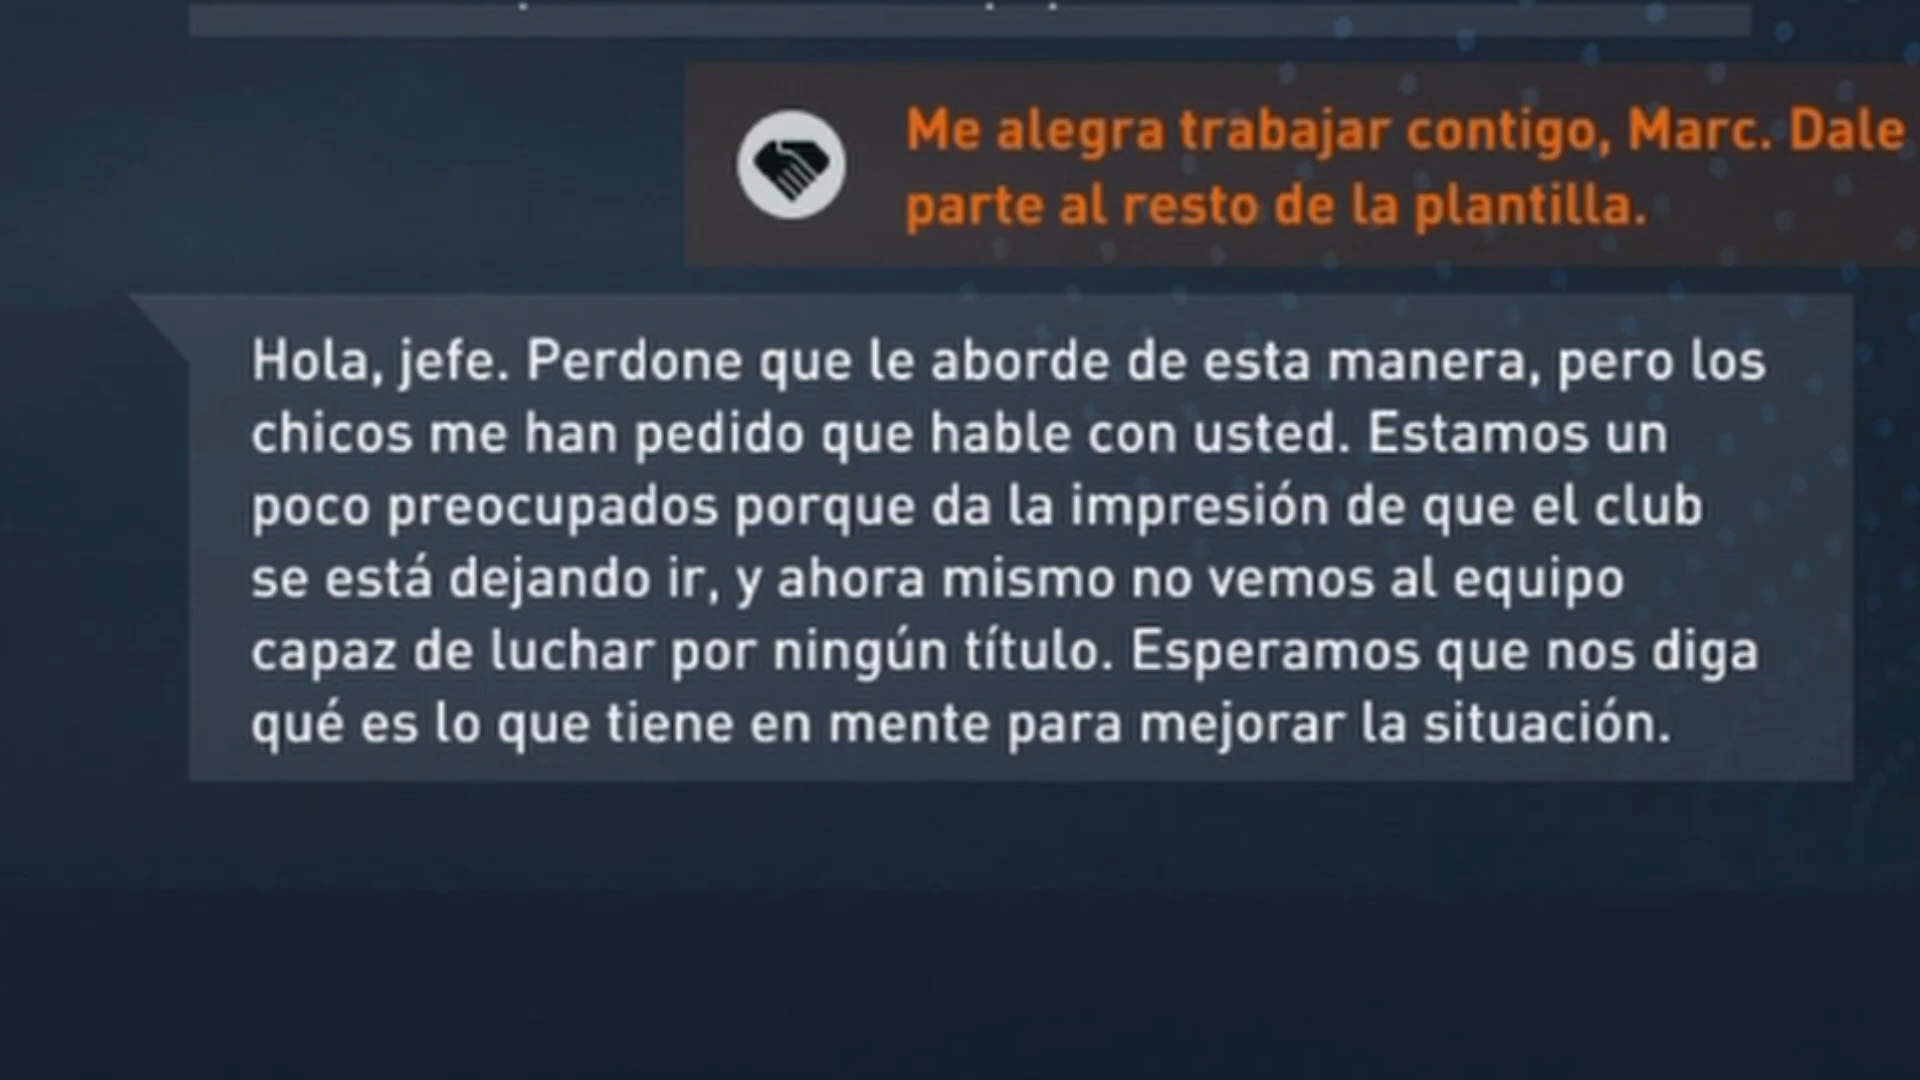 Me alegra trabajar contigo, Marc. Dale
parte al resto de la plantilla.
Hola, jefe. Perdone que le aborde de esta manera, pero los
chicos me han pedido que hable con usted. Estamos un
poco preocupados porque da la impresión de que el club
se está dejando ir, y ahora mismo no vemos al equipo
capaz de luchar por ningún título. Esperamos que nos diga
qué es lo que tiene en mente para mejorar la situación.